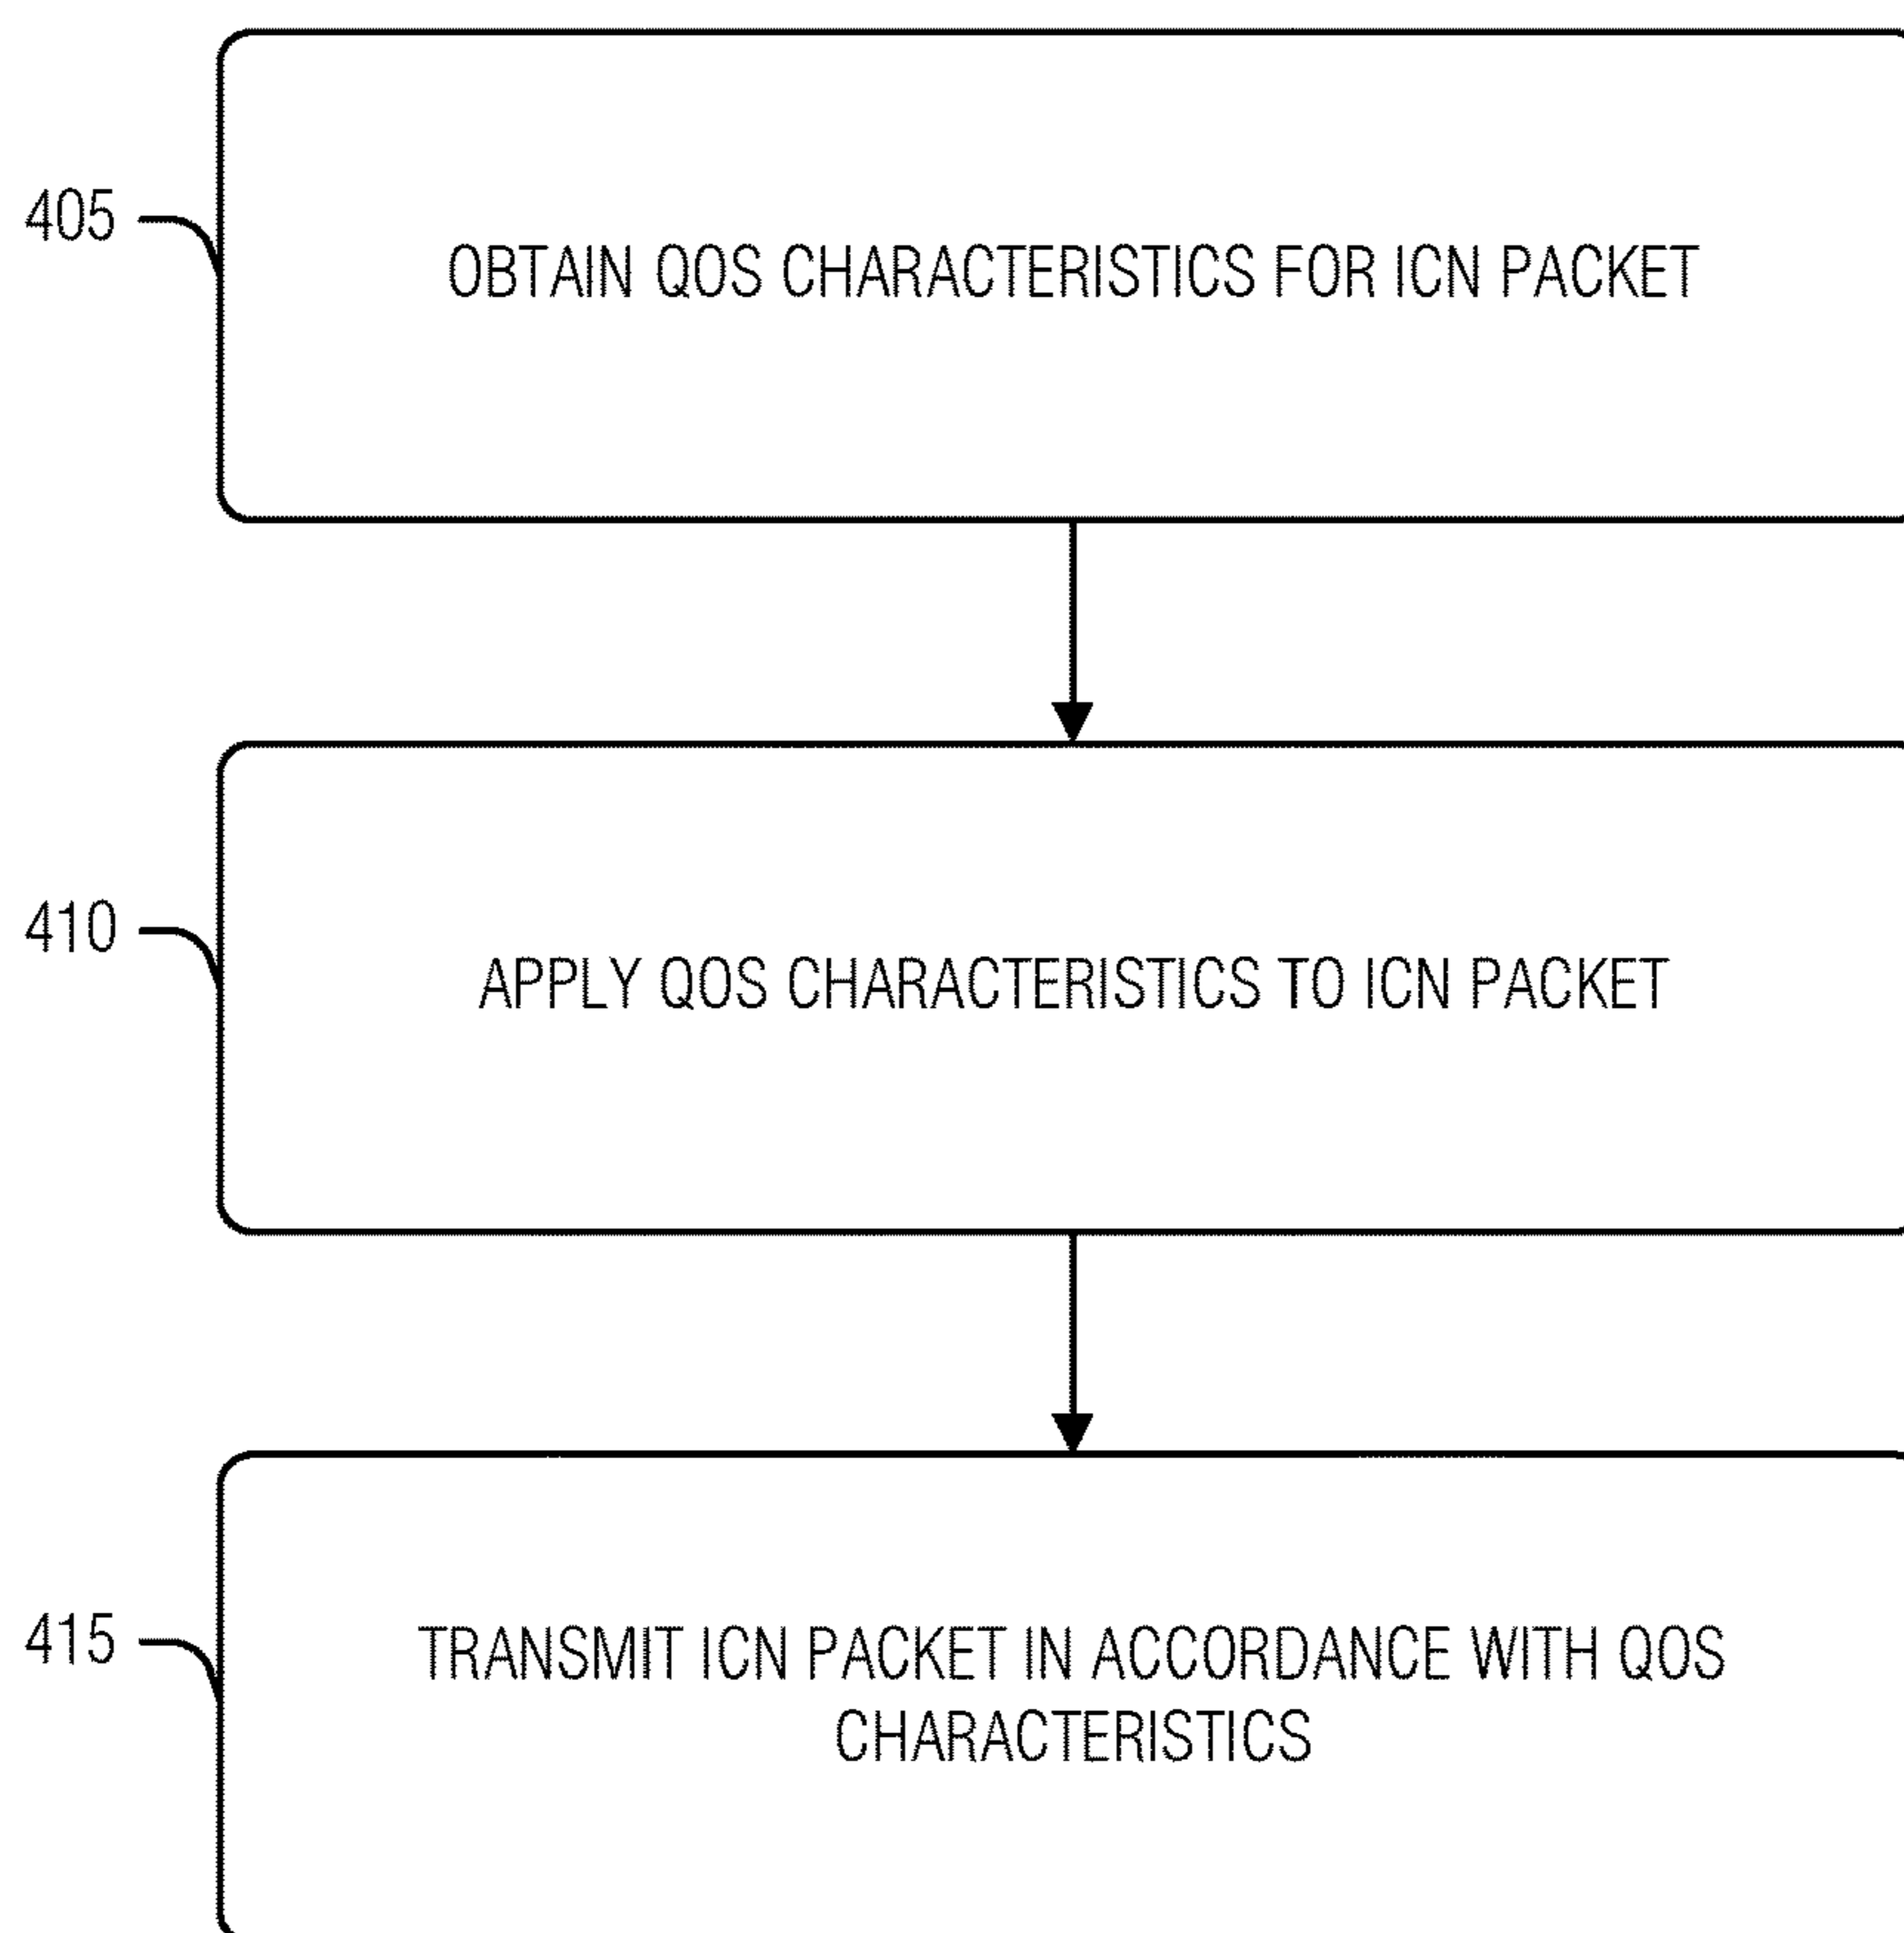 405
OBTAIN QOS CHARACTERISTICS FOR ICN PACKET
410
APPLY QOS CHARACTERISTICS TO ICN PACKET
415
TRANSMIT ICN PACKET IN ACCORDANCE WITH QOS
CHARACTERISTICS